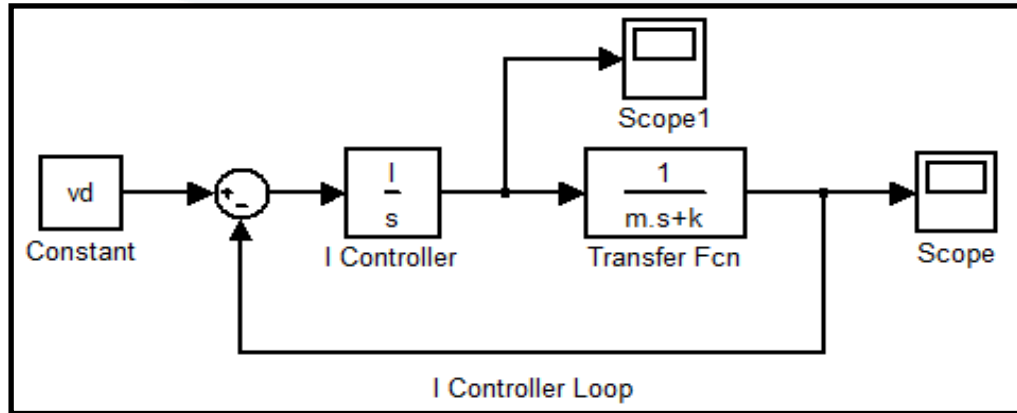 Scope1
vd
+
-
I
s
1
m.s+k
Constant
I Controller
Transfer Fcn
Scope
I Controller Loop